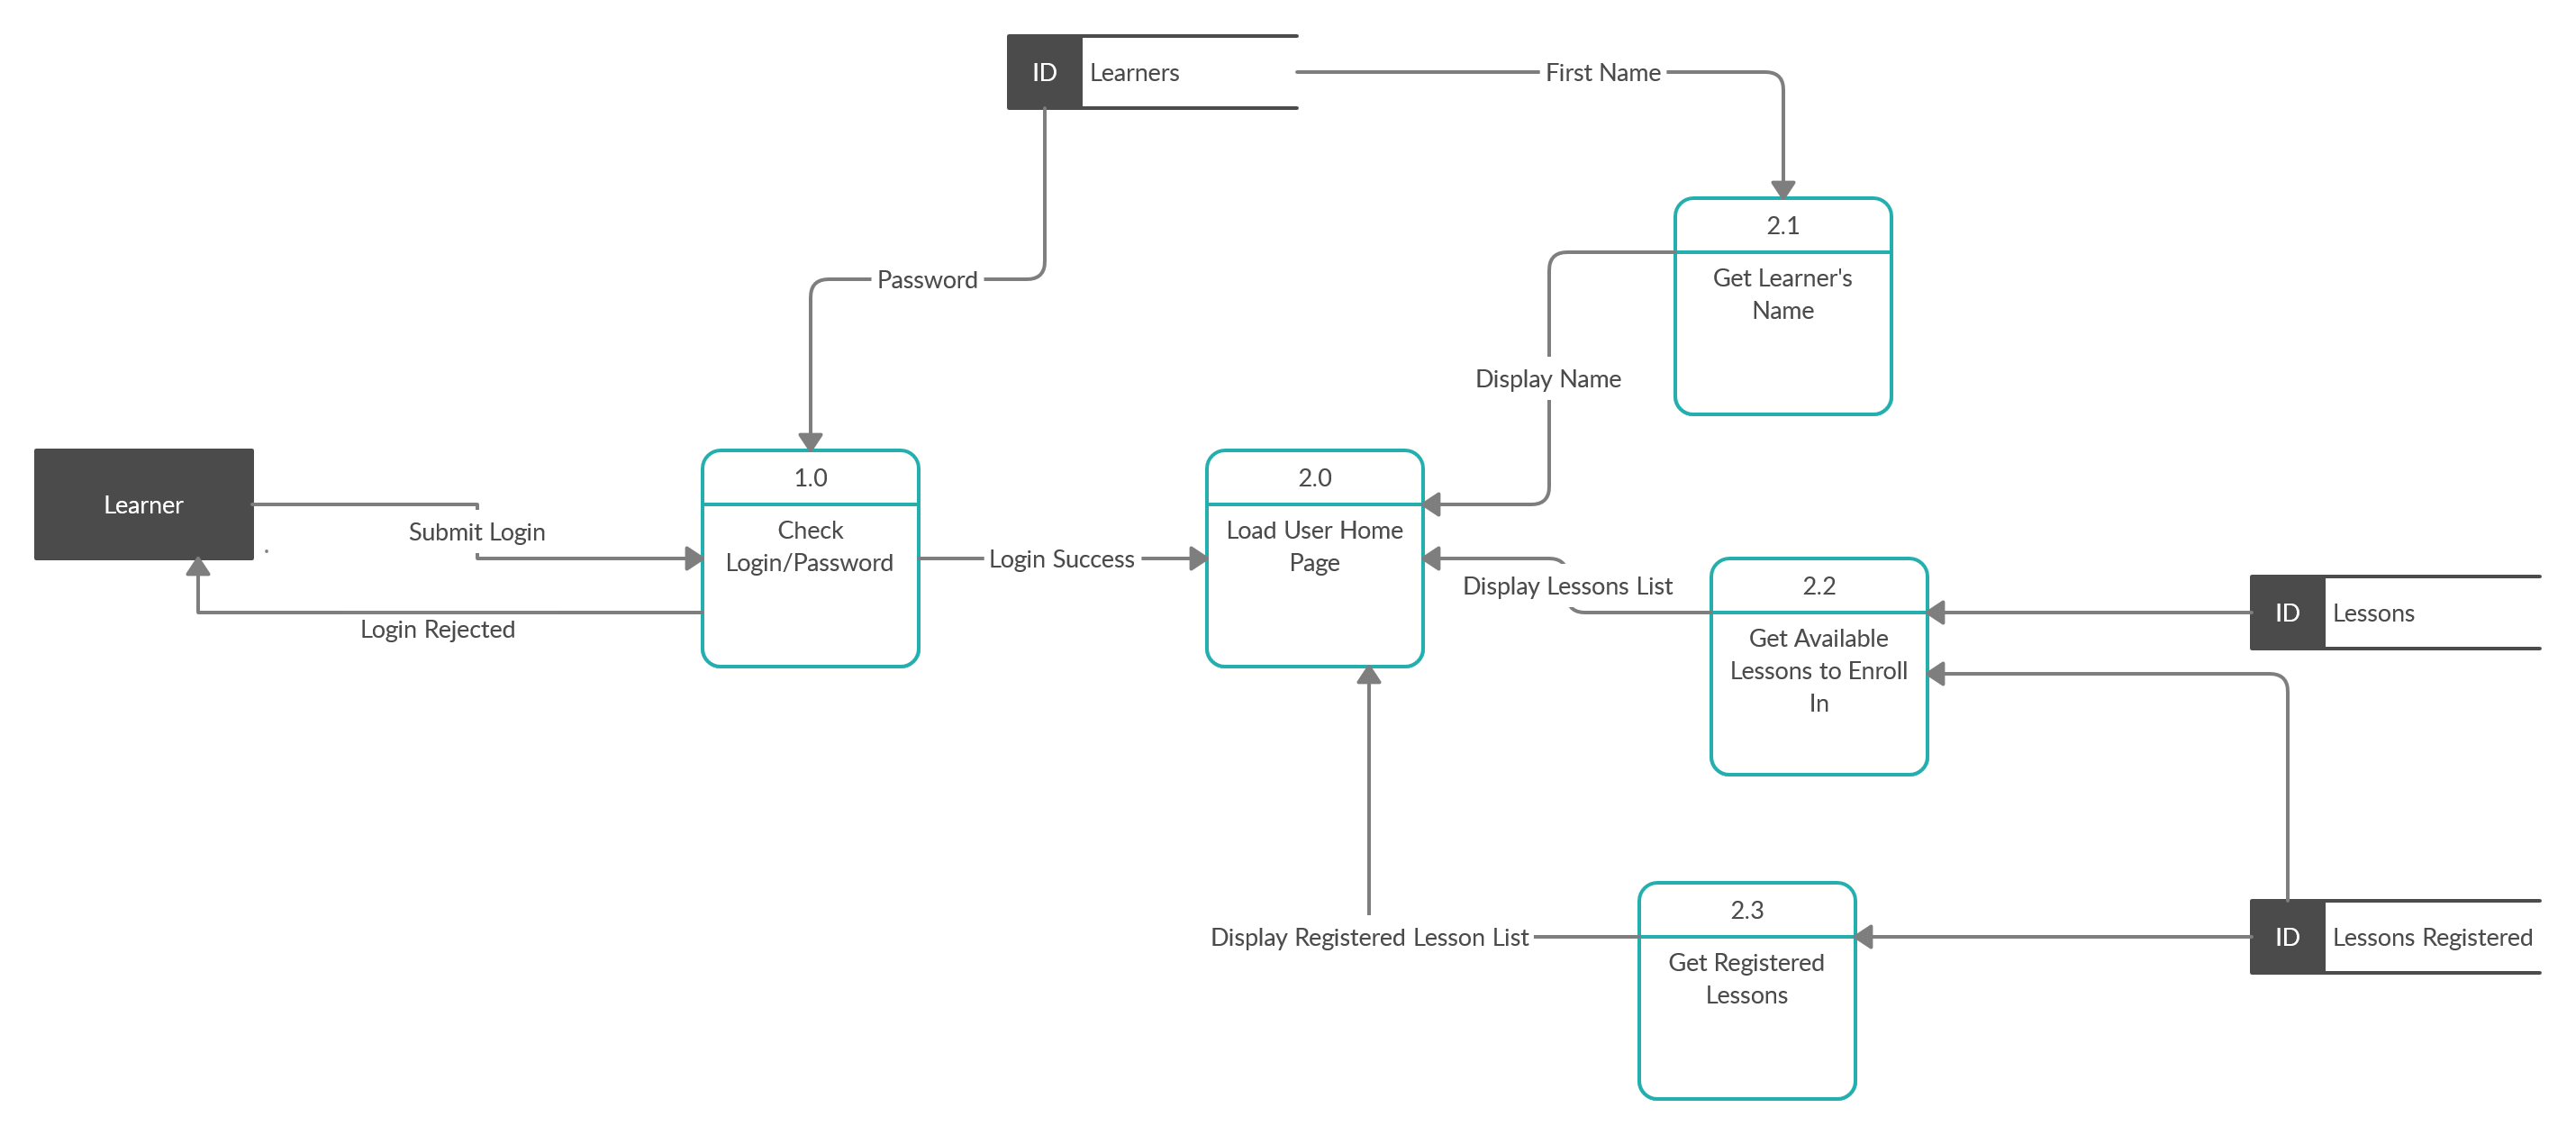 ID Learners
First Name
2.1
Get Learner's
Name
Password
Display Name
Learner
Submit Login
Login Rejected
1.0
Check
Login/Password
Login Success
2.0
Load User Home
Page
Display Lessons List
2.2
Get Available
Lessons to Enroll
In
ID Lessons
Display Registered Lesson List
2.3
Get Registered
Lessons
ID Lessons Registered